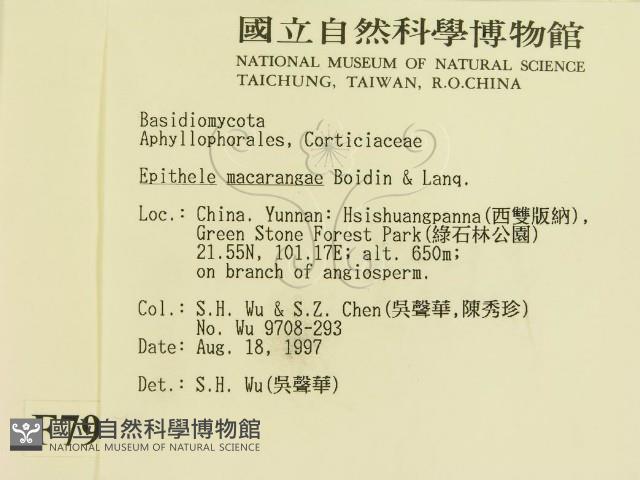 國立自然科學博物館
NATIONAL MUSEUM OF NATURAL SCIENCE
TAICHUNG, TAIWAN, R.O.CHINA
Basidiomycota
Aphyllophorales, Corticiaceae
Epithele macarangae Boidin & Lanq.
Loc.: China. Yunnan: Hsishuangpanna(西雙版納),
Green Stone Forest Park(綠石林公園)
21.55N, 101.17E; alt. 650m;
on branch of angiosperm.
Col.: S.H. Wu & S.Z. Chen(吳聲華,陳秀珍)
No. Wu 9708-293
Date: Aug. 18, 1997
Det.: S.H. Wu(吳聲華)
F79
國立自然科學博物館
NATIONAL MUSEUM OF NATURAL SCIENCE